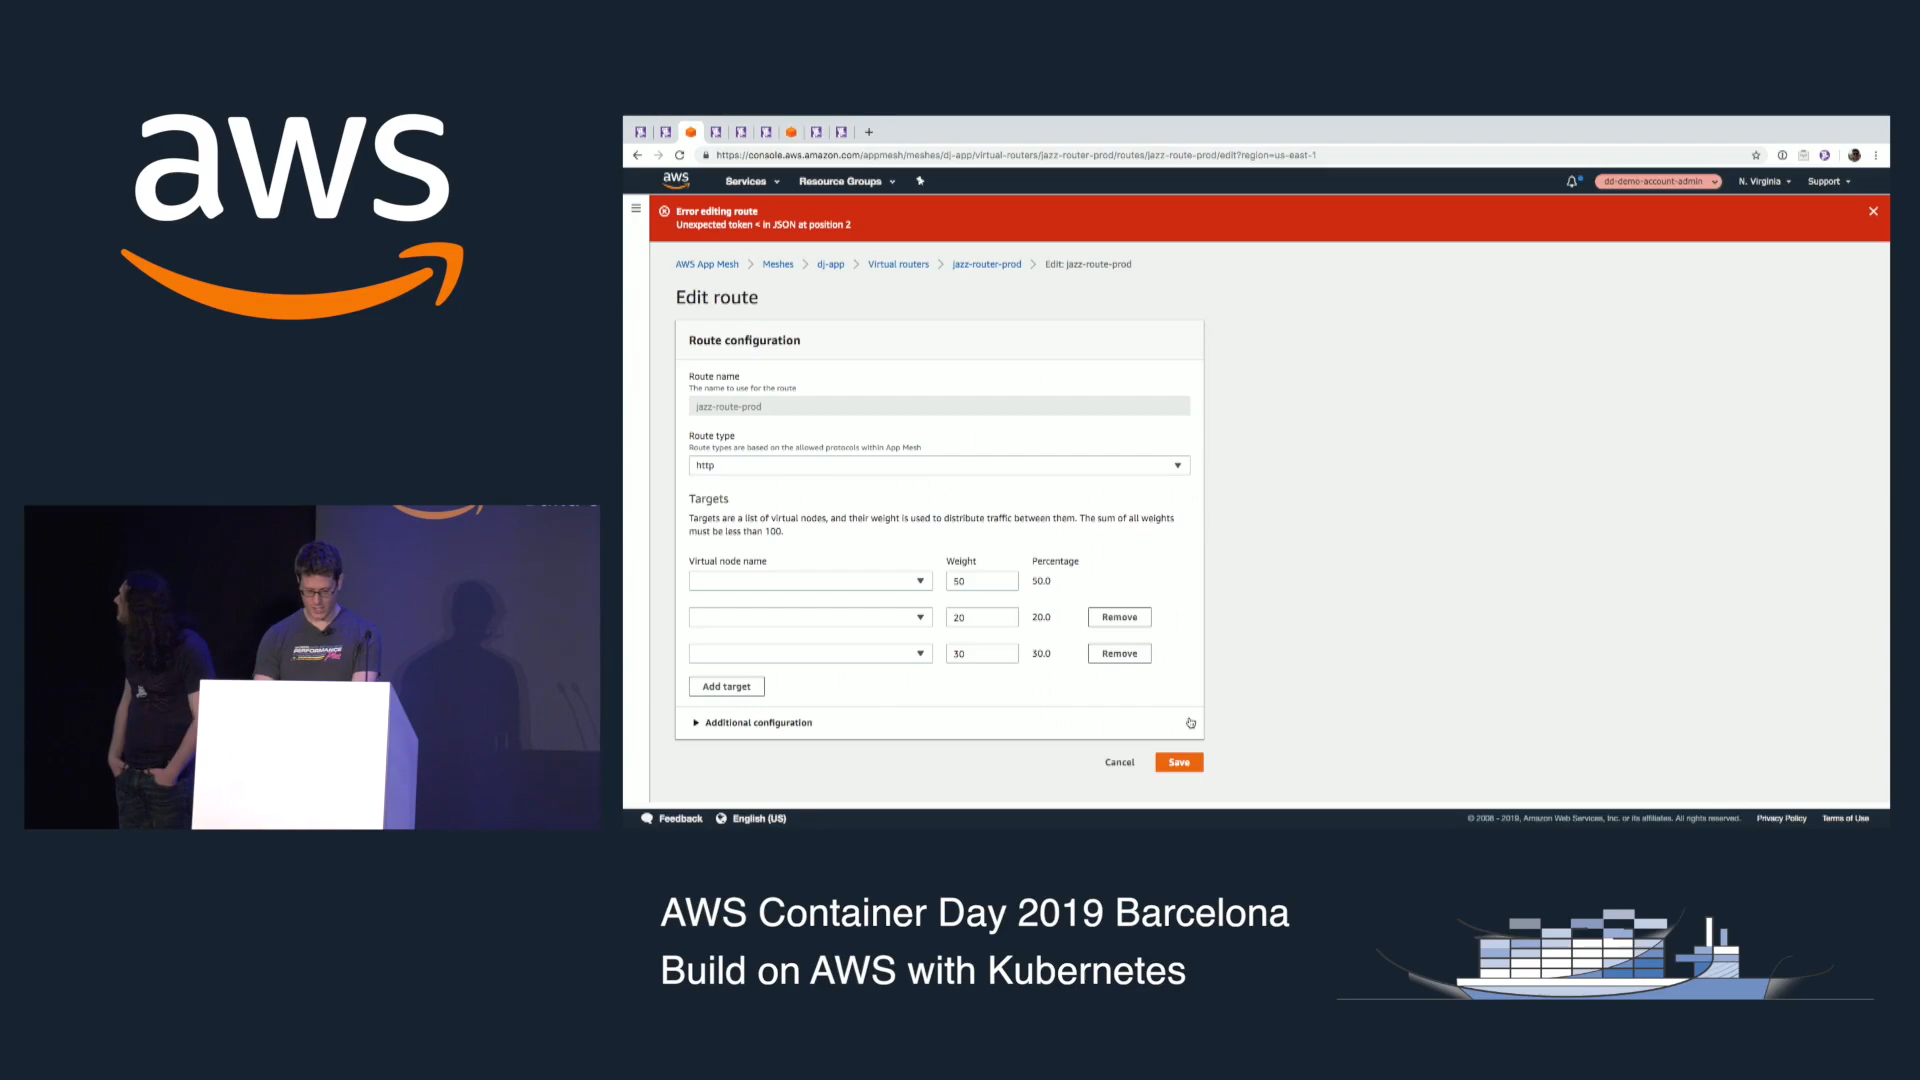 aws
https://console.aws.amazon.com/appmesh/meshes/dj-app/virtual-routers/jazz-router-prod/routes/jazz-route-prod/edit?region=us-east-1
aws Services Resource Groups dd-demo-account-admin N. Virginia Support
Error editing route
Unexpected token < in JSON at position 2
AWS App Mesh > Meshes > dj-app > Virtual routers > jazz-router-prod > Edit: jazz-route-prod
Edit route
Route configuration
Route name
The name to use for the route
jazz-route-prod
Route type
Route types are based on the allowed protocols within App Mesh
http
Targets
Targets are a list of virtual nodes, and their weight is used to distribute traffic between them. The sum of all weights
must be less than 100.
Virtual node name Weight Percentage
50 50.0
20 20.0 Remove
30 30.0 Remove
Add target
Additional configuration
Cancel Save
Feedback English (US) © 2008 - 2019, Amazon Web Services, Inc. or its affiliates. All rights reserved. Privacy Policy Terms of Use
PERFORMANCE
Plus
AWS Container Day 2019 Barcelona
Build on AWS with Kubernetes